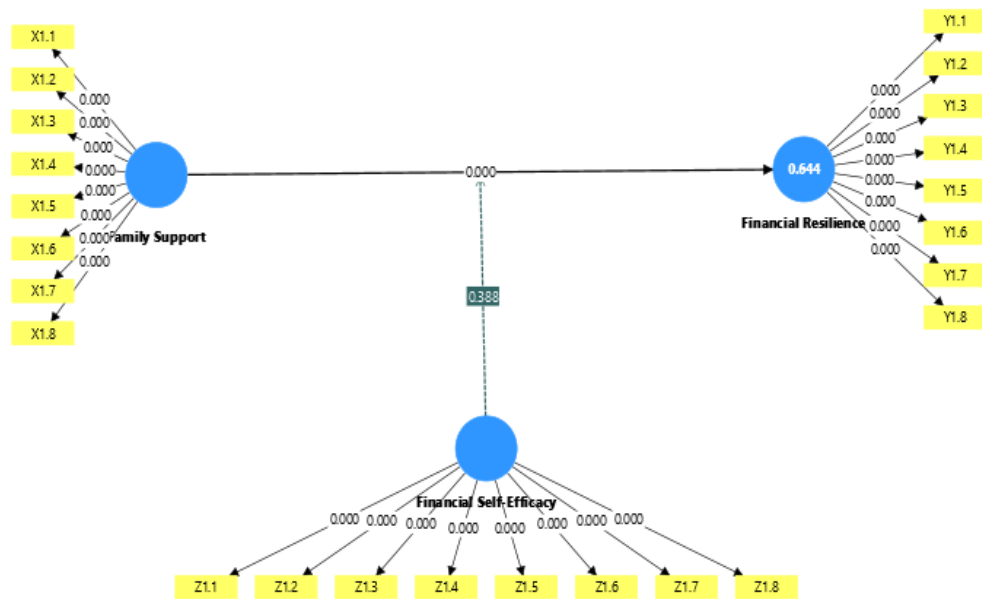 X1.1
X1.2
X1.3
X1.4
X1.5
X1.6
X1.7
X1.8
0.000
0.000
0.000
0.000
0.000
0.000
0.000
0.000
Family Support
0.000
0.388
0.644
Financial Resilience
0.000
0.000
0.000
0.000
0.000
0.000
0.000
0.000
Y1.1
Y1.2
Y1.3
Y1.4
Y1.5
Y1.6
Y1.7
Y1.8
Financial Self-Efficacy
0.000 0.000 0.000 0.000 0.000 0.000 0.000 0.000
Z1.1 Z1.2 Z1.3 Z1.4 Z1.5 Z1.6 Z1.7 Z1.8